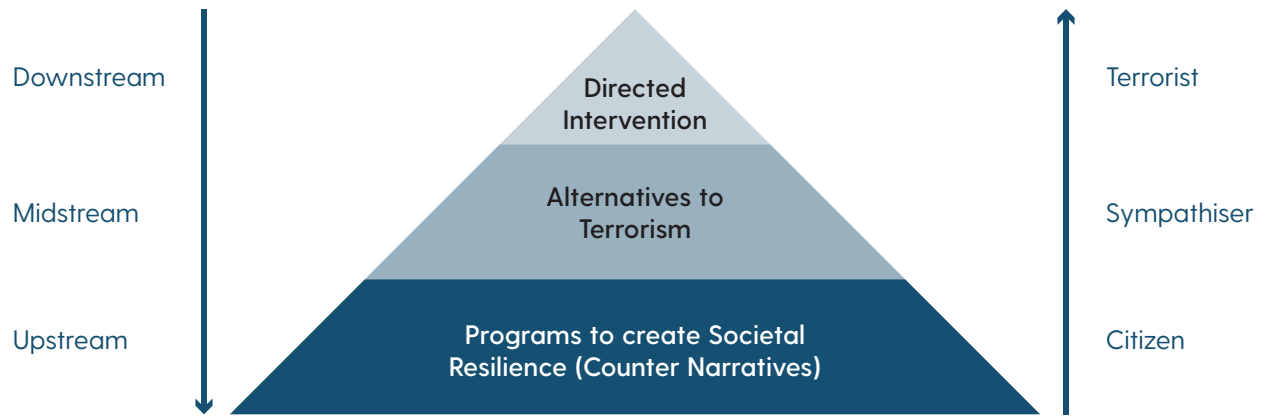 Downstream
Directed
Intervention
Terrorist
Midstream
Alternatives to
Terrorism
Sympathiser
Upstream
Programs to create Societal
Resilience (Counter Narratives)
Citizen